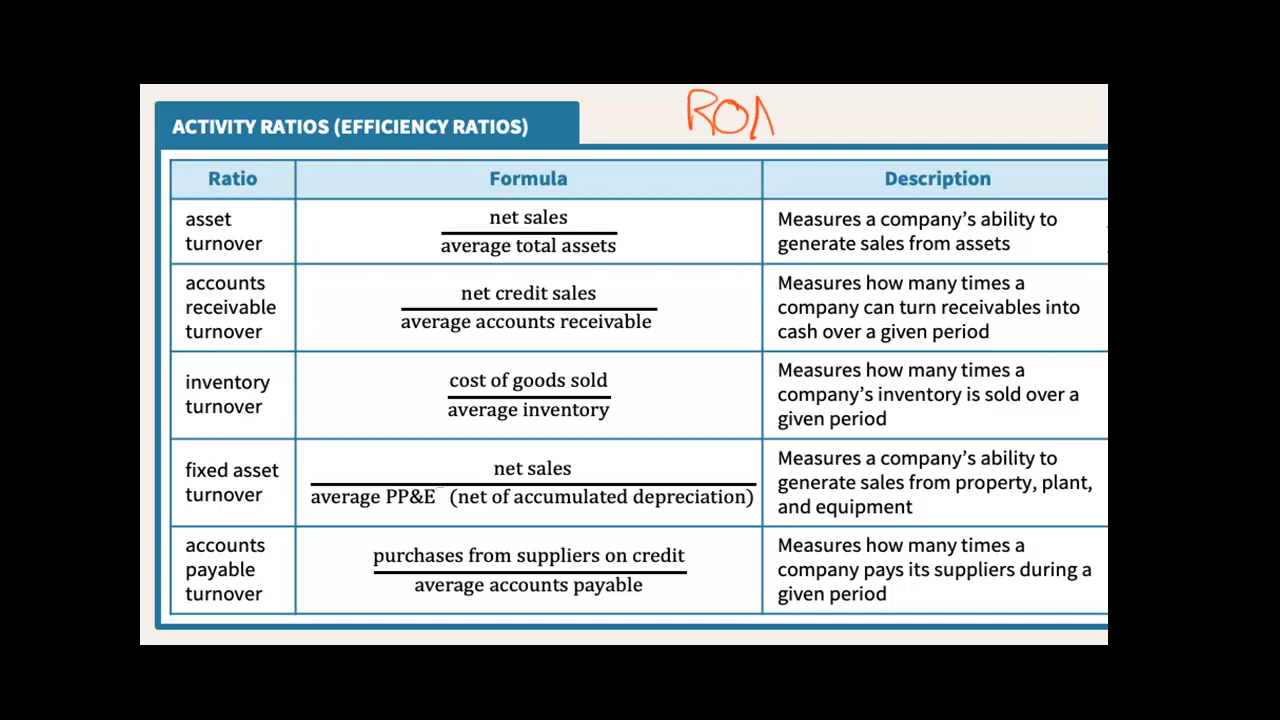 ROA
ACTIVITY RATIOS (EFFICIENCY RATIOS)
Ratio
Formula
Description
asset
turnover
net sales
average total assets
Measures a company’s ability to
generate sales from assets
accounts
receivable
turnover
net credit sales
average accounts receivable
Measures how many times a
company can turn receivables into
cash over a given period
inventory
turnover
cost of goods sold
average inventory
Measures how many times a
company’s inventory is sold over a
given period
fixed asset
turnover
net sales
average PP&E (net of accumulated depreciation)
Measures a company’s ability to
generate sales from property, plant,
and equipment
accounts
payable
turnover
purchases from suppliers on credit
average accounts payable
Measures how many times a
company pays its suppliers during a
given period